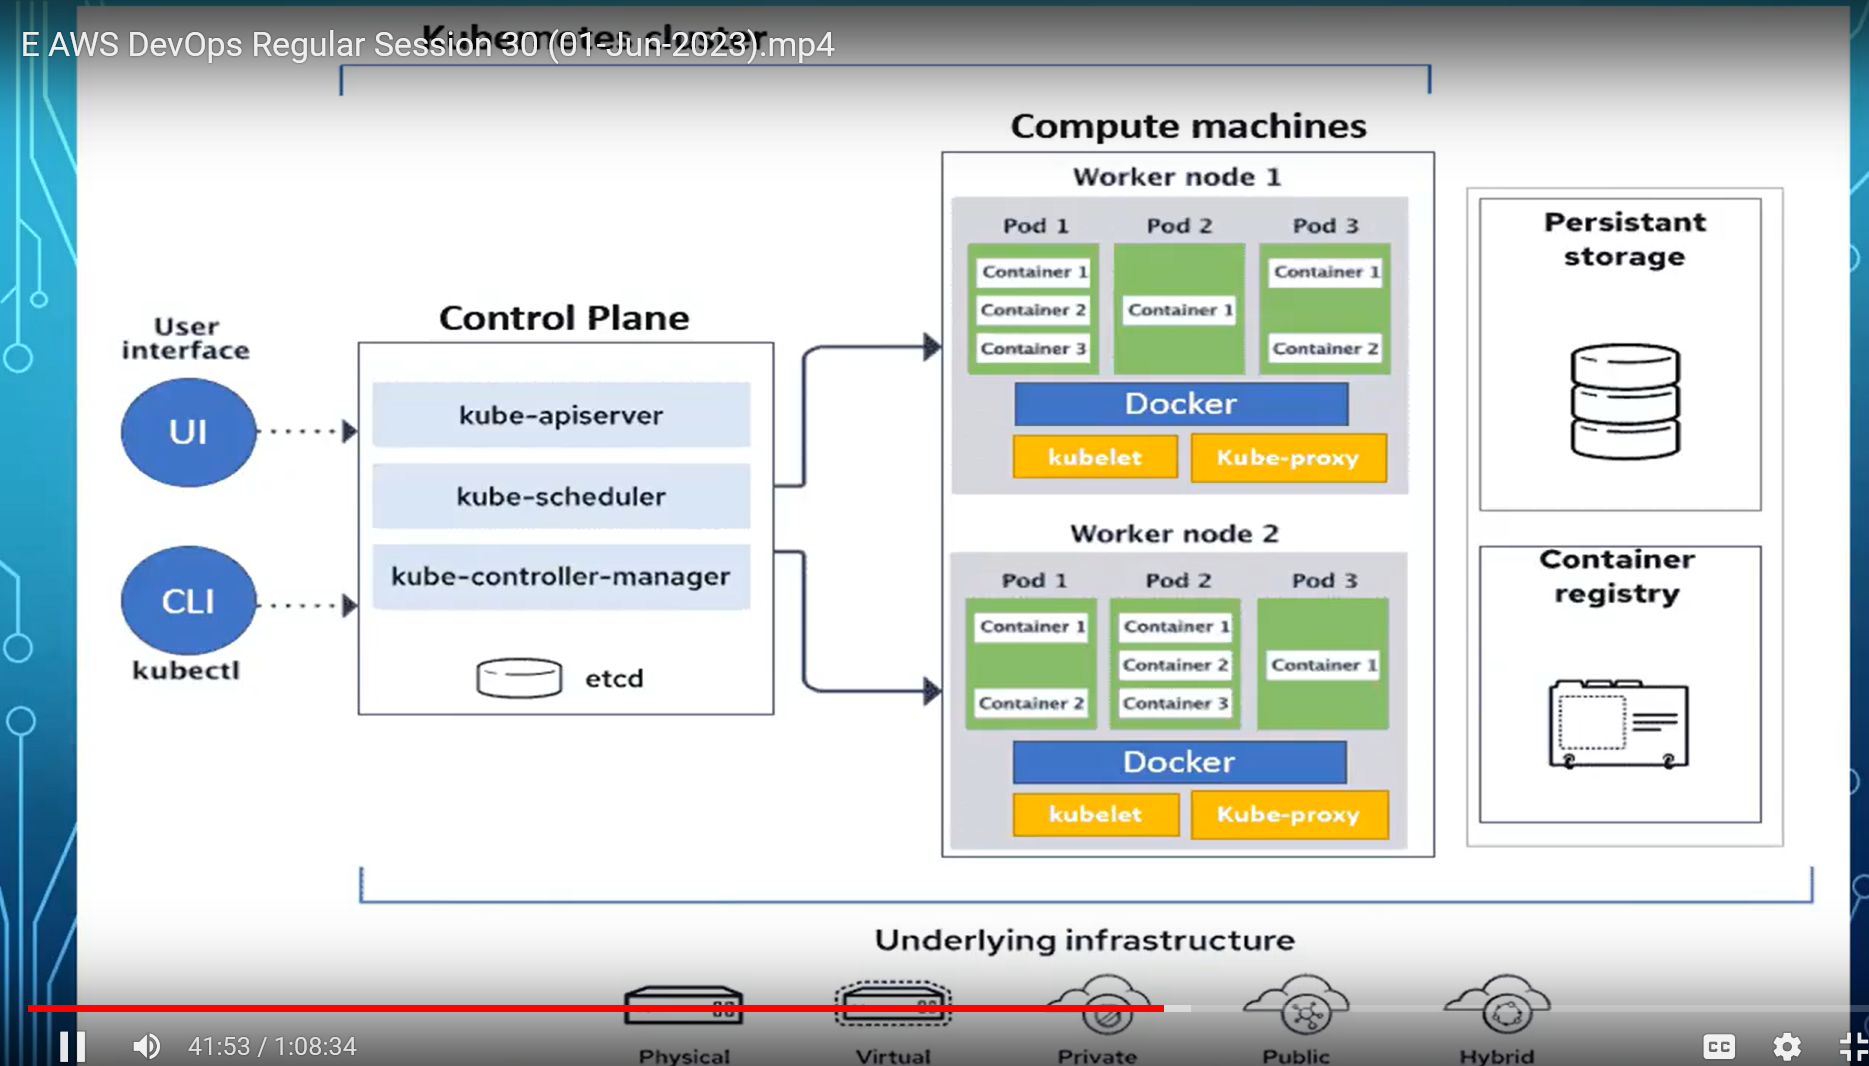 Kubernetes cluster
E AWS DevOps Regular Session 30 (01-Jun-2023).mp4
Compute machines
Worker node 1
Pod 1
Pod 2
Pod 3
Container 1
Container 2
Container 3
Container 1
Container 1
Container 2
Docker
kubelet
Kube-proxy
Worker node 2
Pod 1
Pod 2
Pod 3
Container 1
Container 2
Container 1
Container 2
Container 3
Container 1
Docker
kubelet
Kube-proxy
Control Plane
kube-apiserver
kube-scheduler
kube-controller-manager
etcd
User
interface
UI
CLI
kubectl
Persistant
storage
Container
registry
Underlying infrastructure
Physical
Virtual
Private
Public
Hybrid
41:53 / 1:08:34
CC